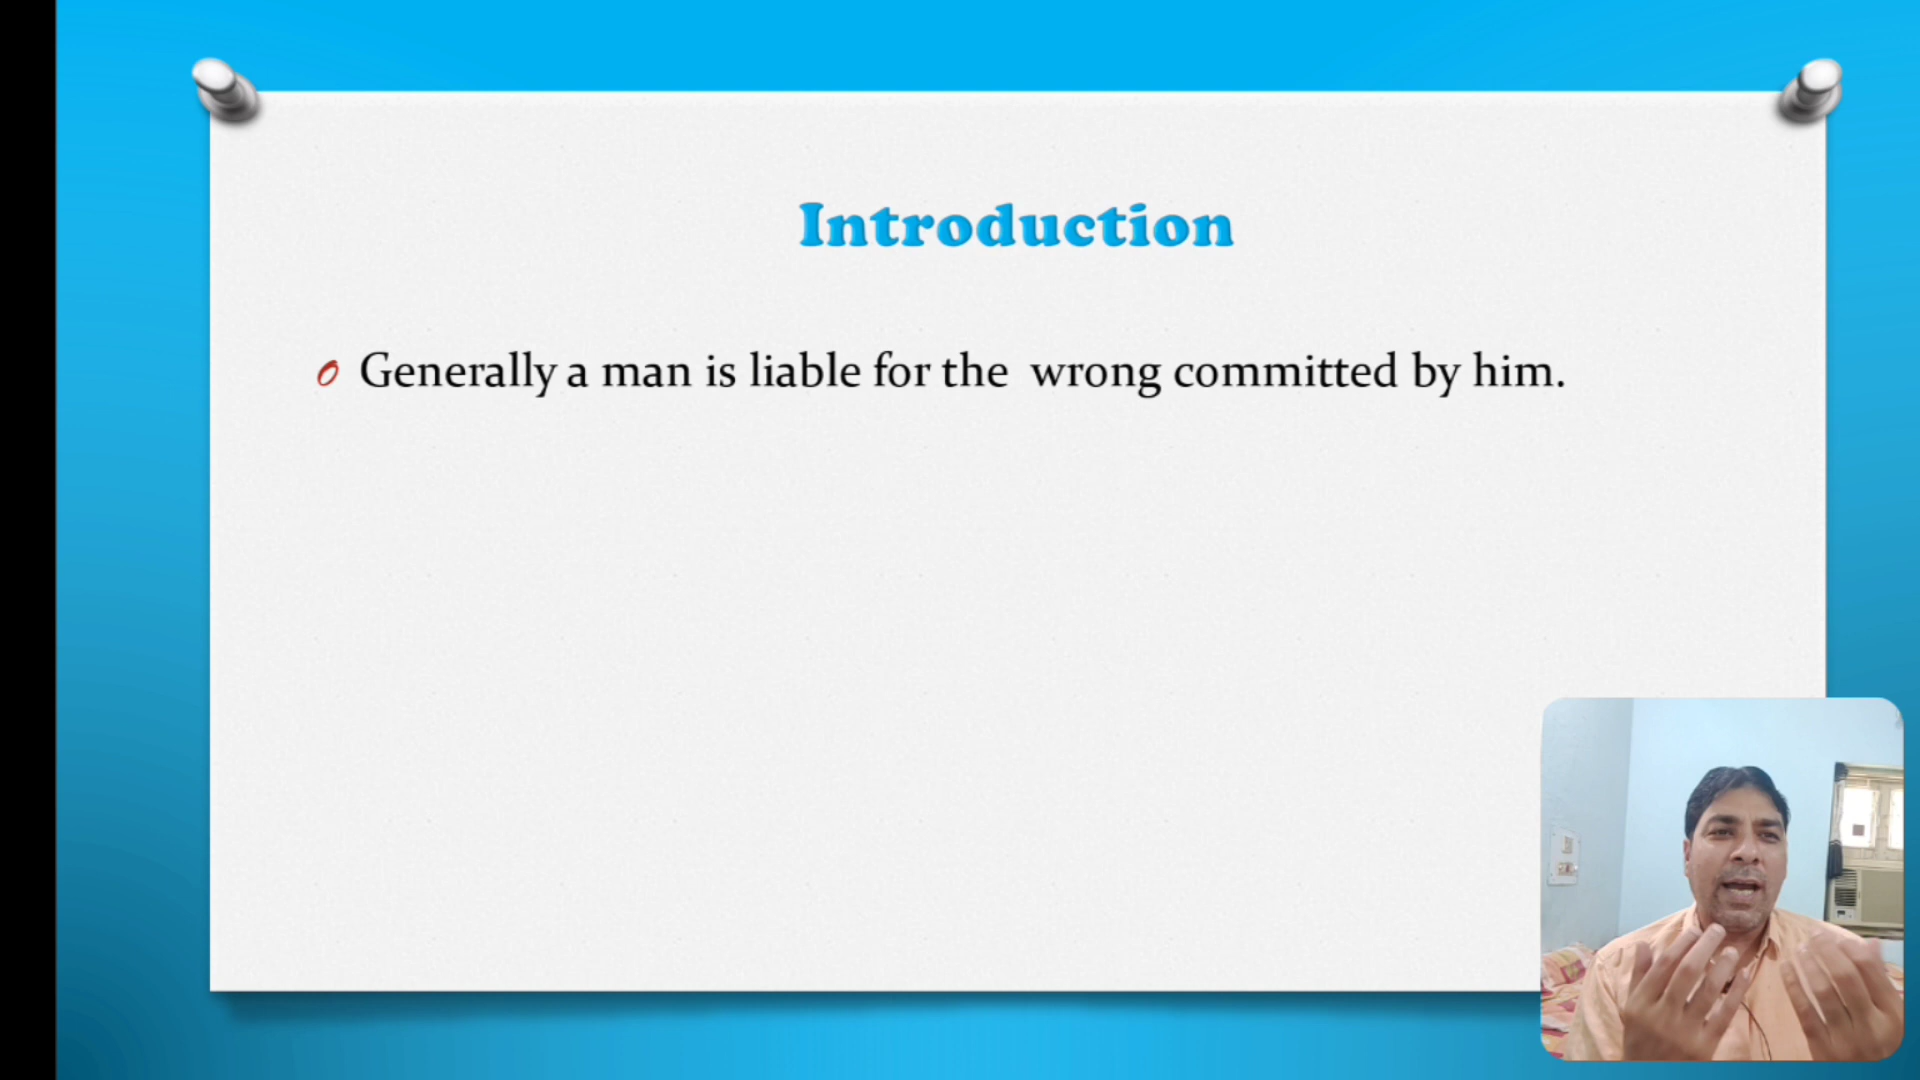 Introduction
Generally a man is liable for the wrong committed by him.